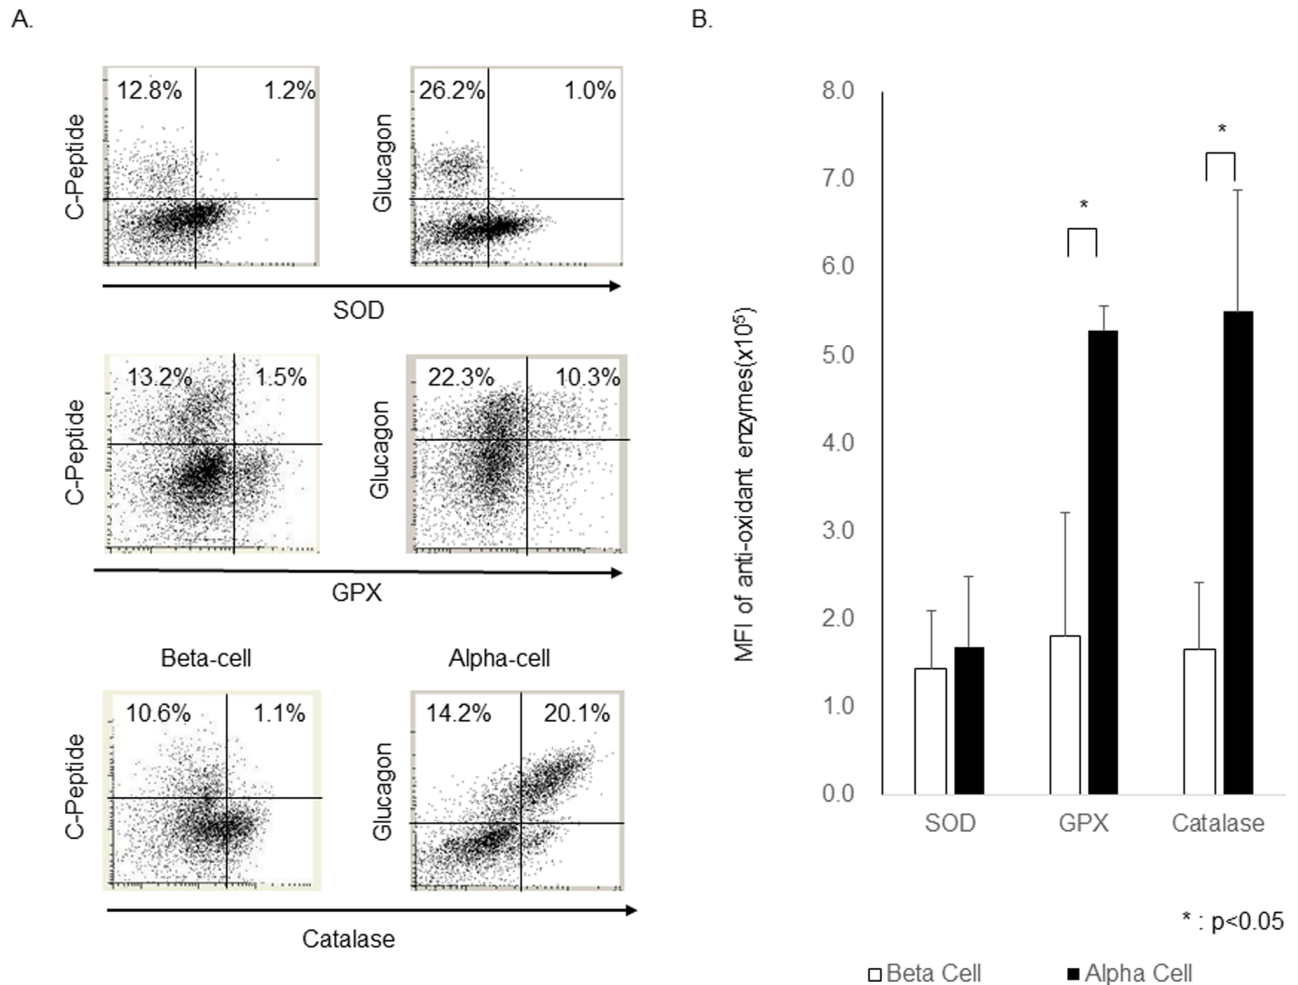 A.
12.8% 1.2%
C-Peptide
26.2% 1.0%
Glucagon
SOD
13.2% 1.5%
C-Peptide
22.3% 10.3%
Glucagon
GPX
Beta-cell
Alpha-cell
10.6% 1.1%
C-Peptide
14.2% 20.1%
Glucagon
Catalase
B.
MFI of anti-oxidant enzymes(x10⁵)
8.0
7.0
6.0
5.0
4.0
3.0
2.0
1.0
0.0
*
*
SOD GPX Catalase
* : p<0.05
Beta Cell Alpha Cell